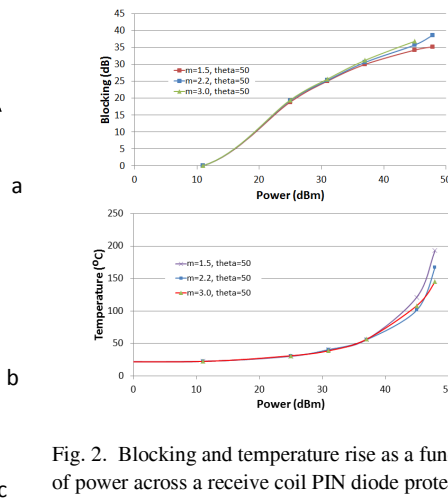 45
40
35
30
25
20
15
10
5
0
Blocking (dB)
m=1.5, theta=50
m=2.2, theta=50
m=3.0, theta=50
0 10 20 30 40 50
Power (dBm)
a
250
200
150
100
50
0
Temperature (°C)
m=1.5, theta=50
m=2.2, theta=50
m=3.0, theta=50
0 10 20 30 40 50
Power (dBm)
b
c
Fig. 2. Blocking and temperature rise as a fun
of power across a receive coil PIN diode prote